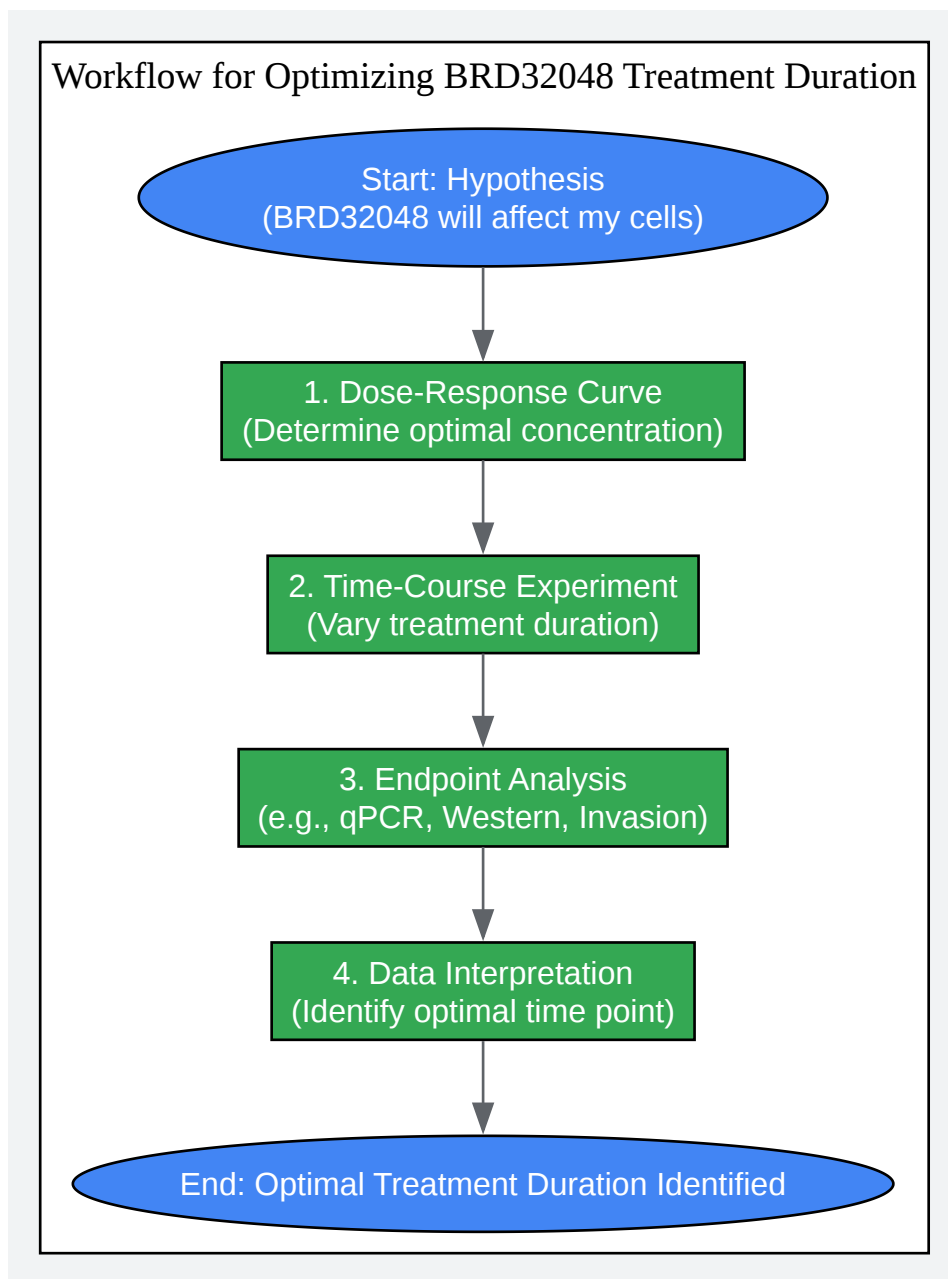 Workflow for Optimizing BRD32048 Treatment Duration
Start: Hypothesis
(BRD32048 will affect my cells)
1. Dose-Response Curve
(Determine optimal concentration)
2. Time-Course Experiment
(Vary treatment duration)
3. Endpoint Analysis
(e.g., qPCR, Western, Invasion)
4. Data Interpretation
(Identify optimal time point)
End: Optimal Treatment Duration Identified